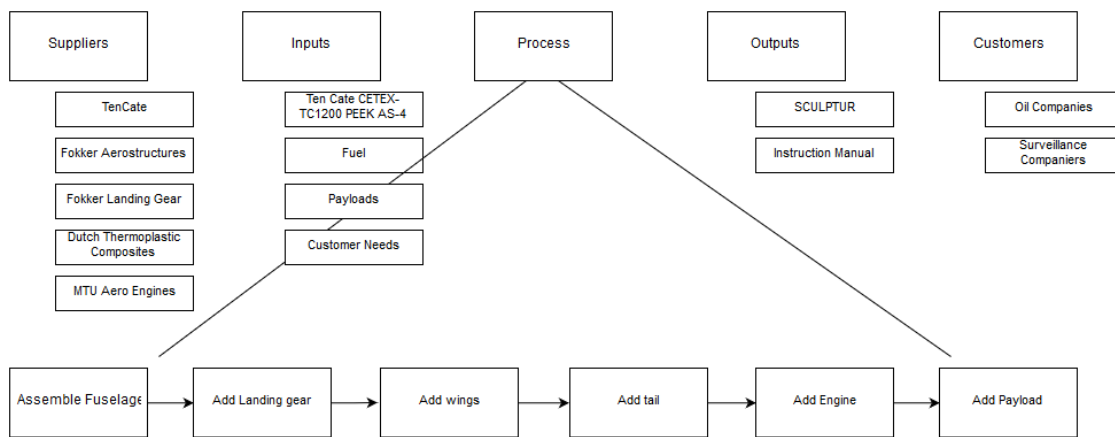 Suppliers
Inputs
Process
Outputs
Customers
TenCate
Ten Cate CETEX-
TC1200 PEEK AS-4
SCULPTUR
Oil Companies
Fokker Aerostructures
Fuel
Instruction Manual
Surveillance
Companiers
Fokker Landing Gear
Payloads
Dutch Thermoplastic
Composites
Customer Needs
MTU Aero Engines
Assemble Fuselage
Add Landing gear
Add wings
Add tail
Add Engine
Add Payload